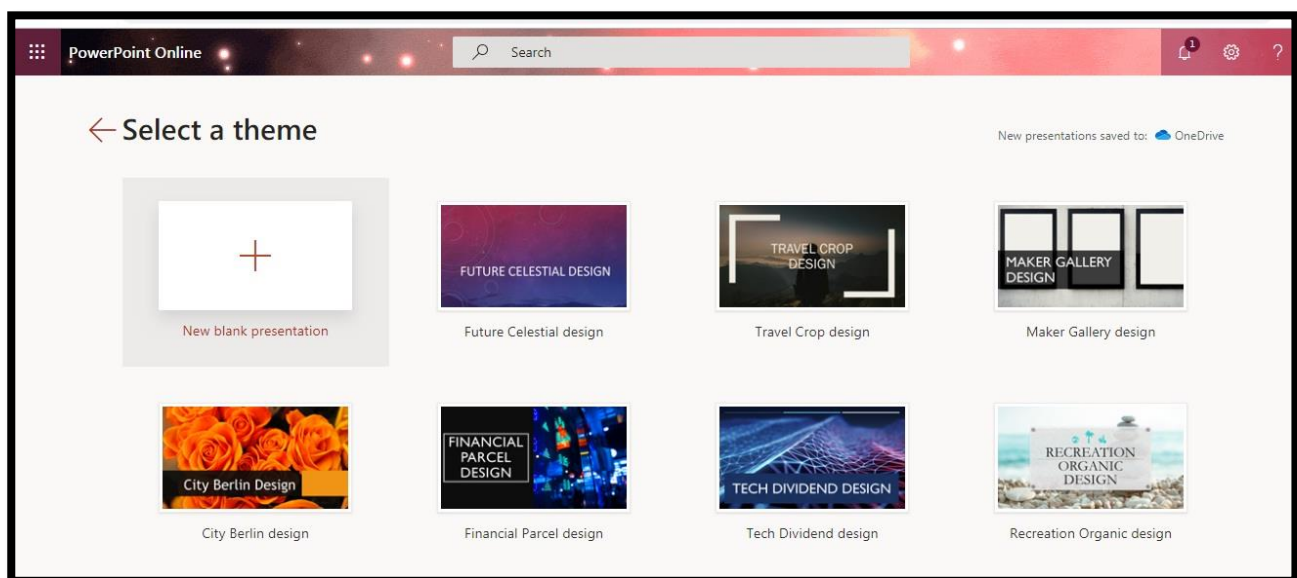 PowerPoint Online
Search
1
?
Select a theme
New presentations saved to: OneDrive
FUTURE CELESTIAL DESIGN
TRAVEL CROP
DESIGN
MAKER GALLERY
DESIGN
New blank presentation
Future Celestial design
Travel Crop design
Maker Gallery design
City Berlin Design
FINANCIAL
PARCEL
DESIGN
TECH DIVIDEND DESIGN
RECREATION
ORGANIC
DESIGN
City Berlin design
Financial Parcel design
Tech Dividend design
Recreation Organic design